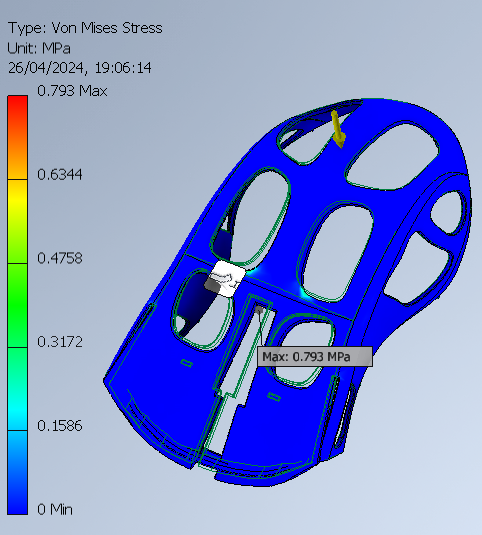 Type: Von Mises Stress
Unit: MPa
26/04/2024, 19:06:14
0.793 Max
0.6344
0.4758
0.3172
0.1586
0 Min
Max: 0.793 MPa